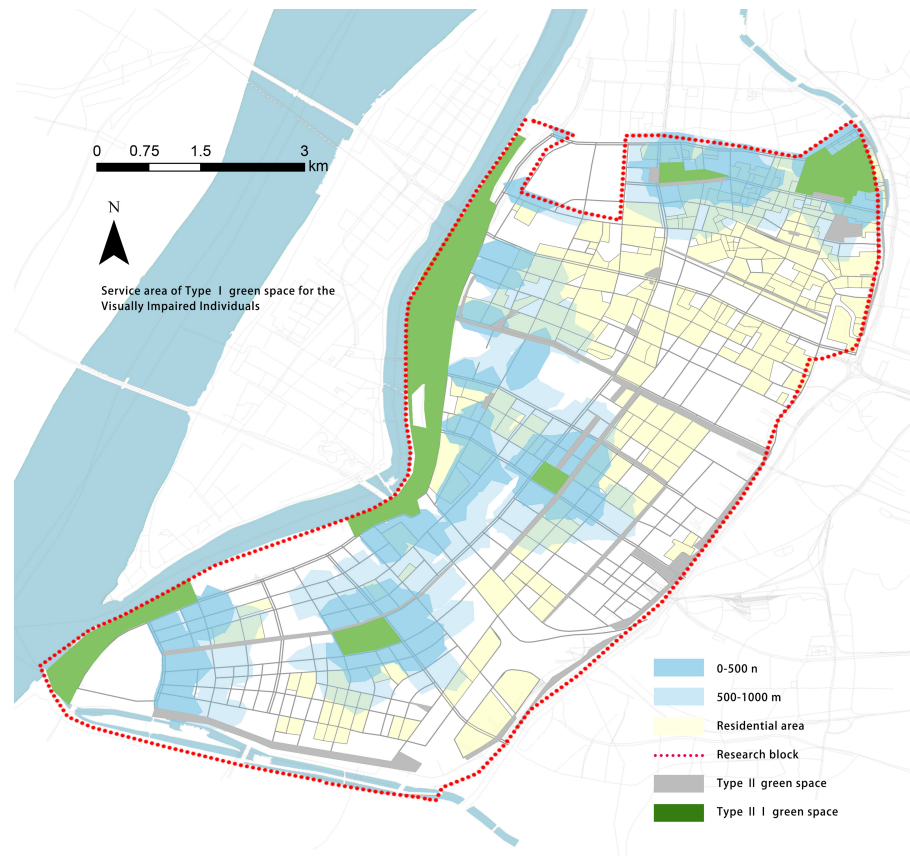 0 0.75 1.5 3
km
N
Service area of Type I green space for the
Visually Impaired Individuals
0-500 n
500-1000 m
Residential area
Research block
Type II green space
Type II I green space